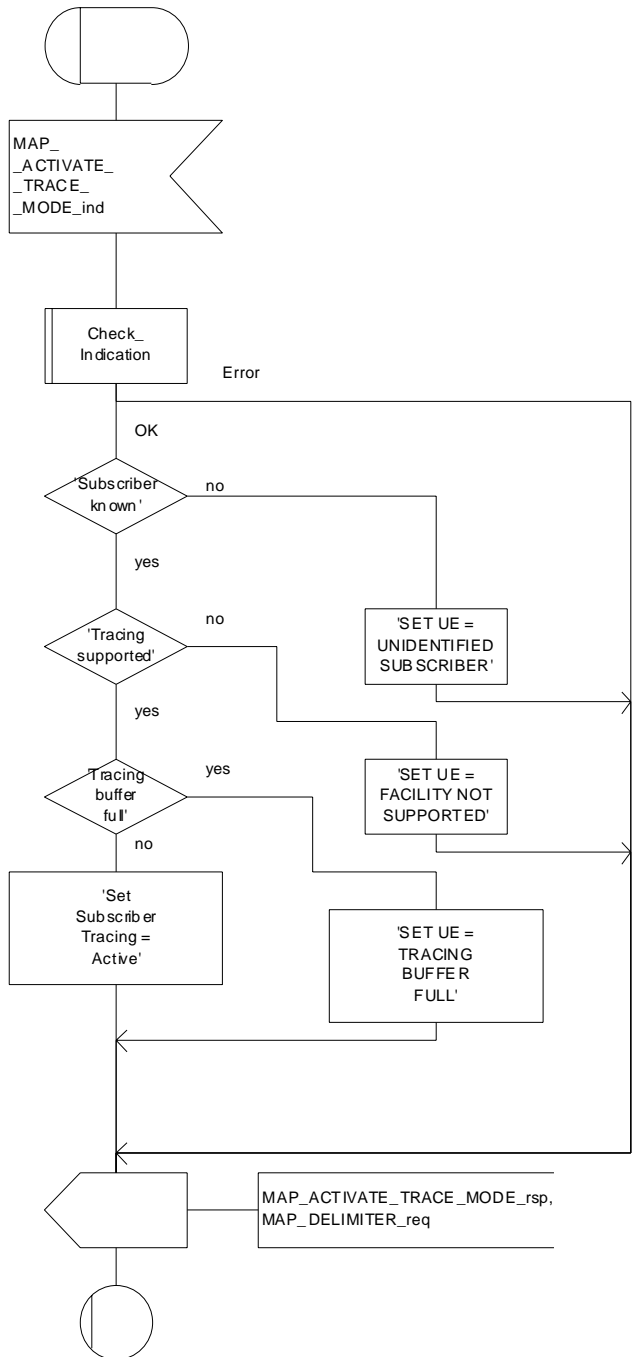 MAP_
_ACTIVATE_
_TRACE_
_MODE_ind
Check_
Indication
Error
OK
'Subscriber
known'
no
yes
'Tracing
supported'
no
'SET UE =
UNIDENTIFIED
SUBSCRIBER'
yes
'Tracing
buffer
full'
yes
'SET UE =
FACILITY NOT
SUPPORTED'
no
'Set
Subscriber
Tracing =
Active'
'SET UE =
TRACING
BUFFER
FULL'
MAP_ACTIVATE_TRACE_MODE_rsp,
MAP_DELIMITER_req